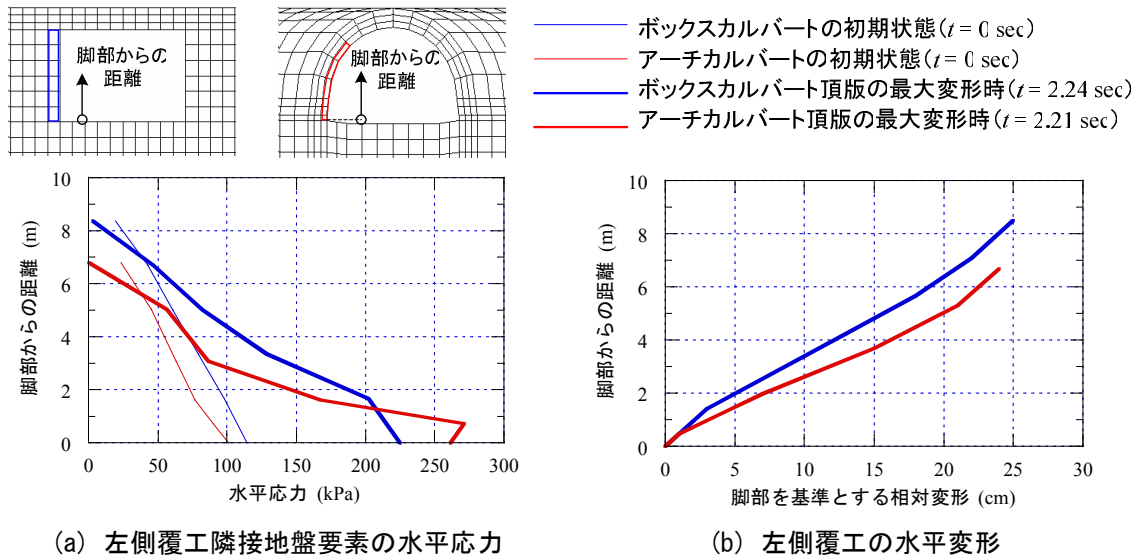 脚部からの
距離
脚部からの
距離
ボックスカルバートの初期状態(t = 0 sec)
アーチカルバートの初期状態(t = 0 sec)
ボックスカルバート頂版の最大変形時(t = 2.24 sec)
アーチカルバート頂版の最大変形時(t = 2.21 sec)
10
8
6
4
2
0
脚部からの距離 (m)
0 50 100 150 200 250 300
水平応力 (kPa)
(a) 左側覆工隣接地盤要素の水平応力
10
8
6
4
2
0
脚部からの距離 (m)
0 5 10 15 20 25 30
脚部を基準とする相対変形 (cm)
(b) 左側覆工の水平変形